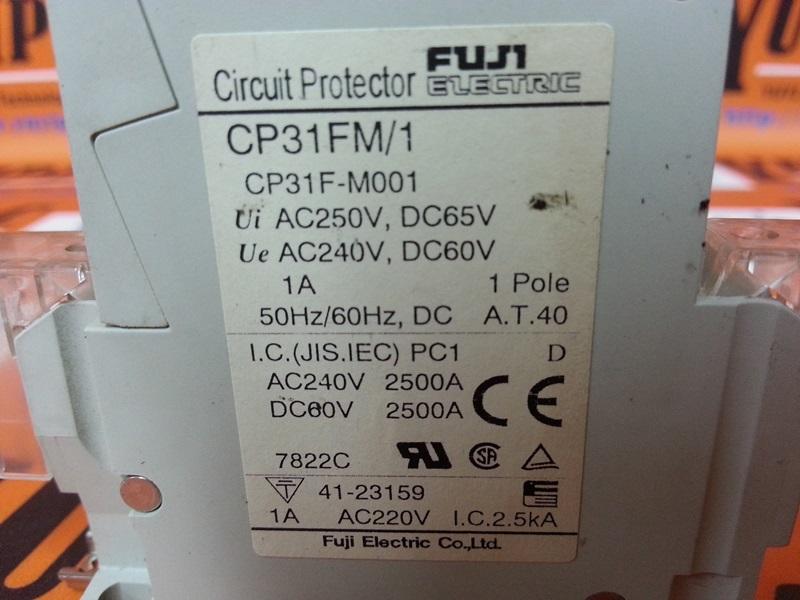 Circuit Protector FUJI ELECTRIC
CP31FM/1
CP31F-M001
Ui AC250V, DC65V
Ue AC240V, DC60V
1A 1 Pole
50Hz/60Hz, DC A.T.40
I.C.(JIS.IEC) PC1 D
AC240V 2500A
DC60V 2500A
CE
7822C
41-23159
1A AC220V I.C.2.5kA
Fuji Electric Co.,Ltd.